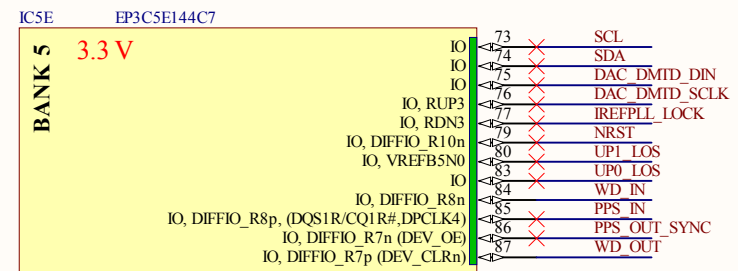 IC5E EP3C5E144C7
BANK 5
3.3 V
IO 73 SCL
IO 74 SDA
IO 75 DAC_DMTD_DIN
IO, RUP3 76 DAC_DMTD_SCLK
IO, RDN3 77 IREFPLL_LOCK
IO, DIFFIO_R10n 79 NRST
IO, VREFB5N0 80 UP1_LOS
IO 83 UP0_LOS
IO, DIFFIO_R8n 84 WD_IN
IO, DIFFIO_R8p, (DQS1R/CQ1R#,DPCLK4) 85 PPS_IN
IO, DIFFIO_R7n (DEV_OE) 86 PPS_OUT_SYNC
IO, DIFFIO_R7p (DEV_CLRn) 87 WD_OUT